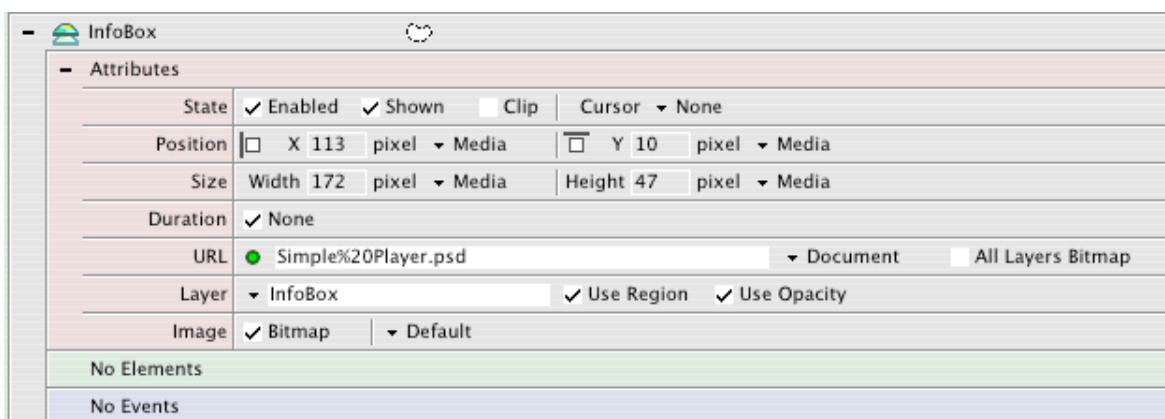 InfoBox
Attributes
State Enabled Shown Clip Cursor None
Position X 113 pixel Media Y 10 pixel Media
Size Width 172 pixel Media Height 47 pixel Media
Duration None
URL Simple%20Player.psd Document All Layers Bitmap
Layer InfoBox Use Region Use Opacity
Image Bitmap Default
No Elements
No Events